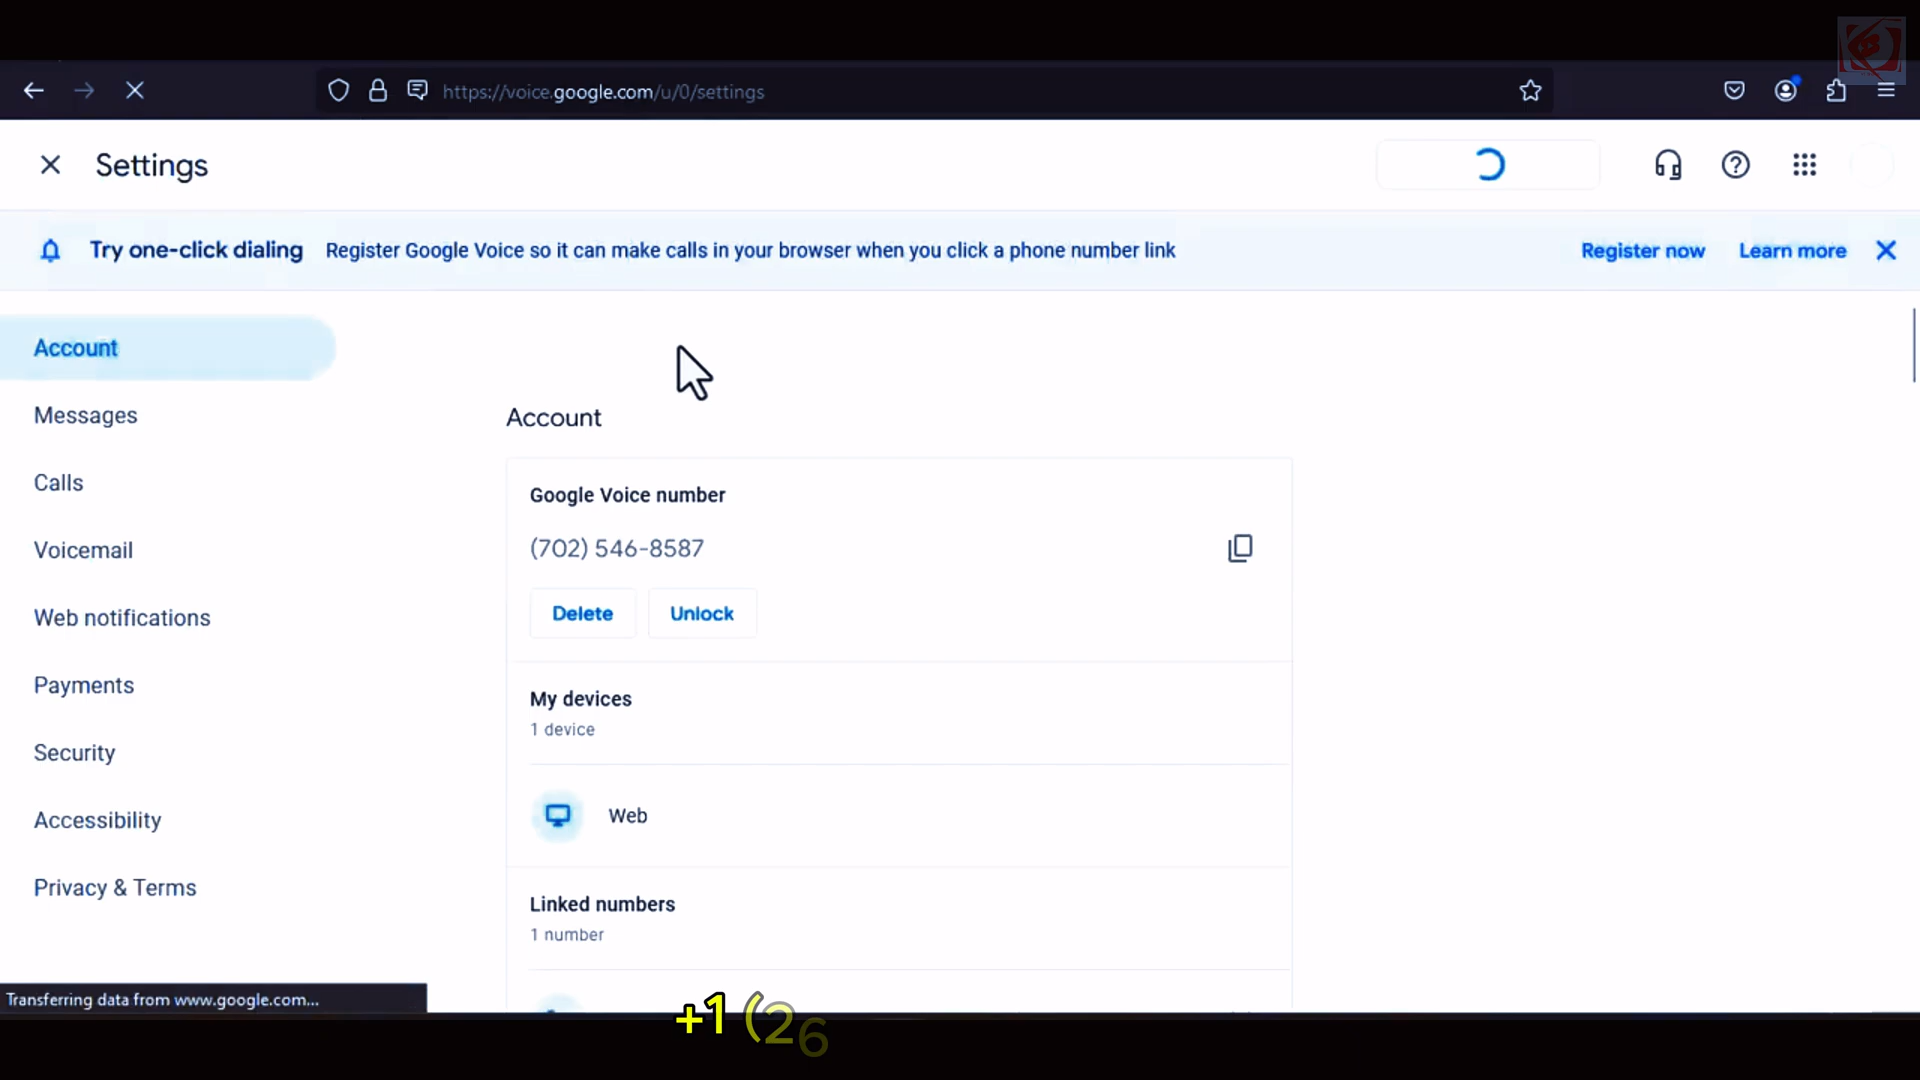 https://voice.google.com/u/0/settings
Settings
Try one-click dialing Register Google Voice so it can make calls in your browser when you click a phone number link Register now Learn more
Account
Messages
Calls
Voicemail
Web notifications
Payments
Security
Accessibility
Privacy & Terms
Account
Google Voice number
(702) 546-8587
Delete Unlock
My devices
1 device
Web
Linked numbers
1 number
Transferring data from www.google.com...
+1 (26